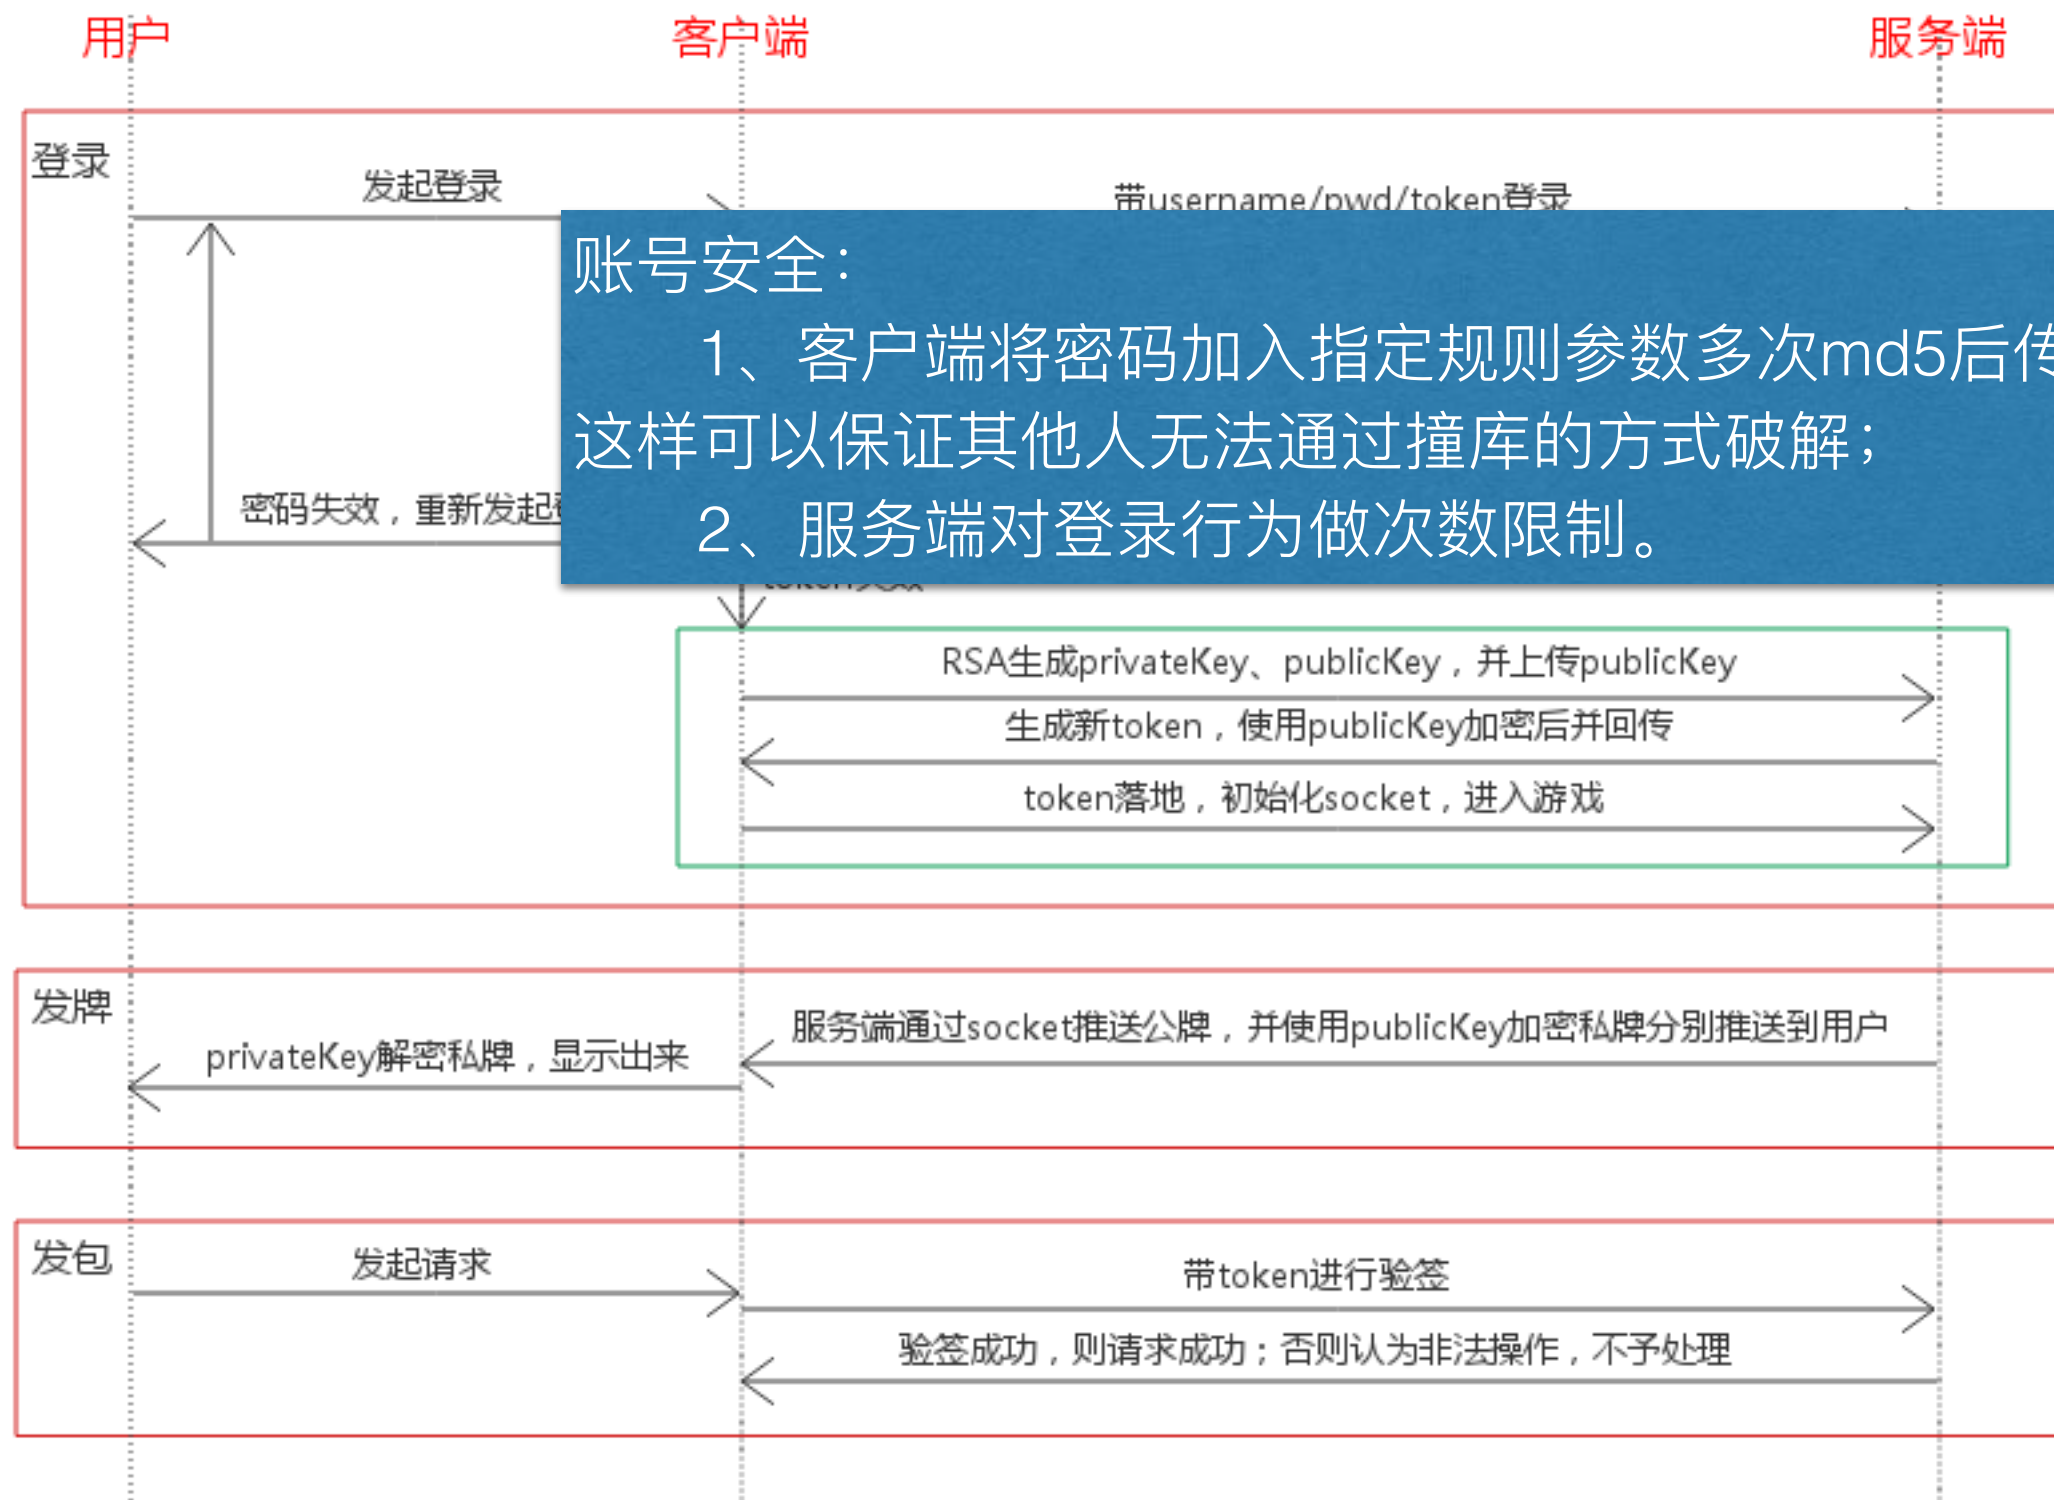 用户
客户端
服务端
登录
发起登录
带username/pwd/token登录
账号安全：
1、客户端将密码加入指定规则参数多次md5后传
这样可以保证其他人无法通过撞库的方式破解；
2、服务端对登录行为做次数限制。
密码失效，重新发起登
token失效
RSA生成privateKey、publicKey，并上传publicKey
生成新token，使用publicKey加密后并回传
token落地，初始化socket，进入游戏
发牌
服务端通过socket推送公牌，并使用publicKey加密私牌分别推送到用户
privateKey解密私牌，显示出来
发包
发起请求
带token进行验签
验签成功，则请求成功；否则认为非法操作，不予处理